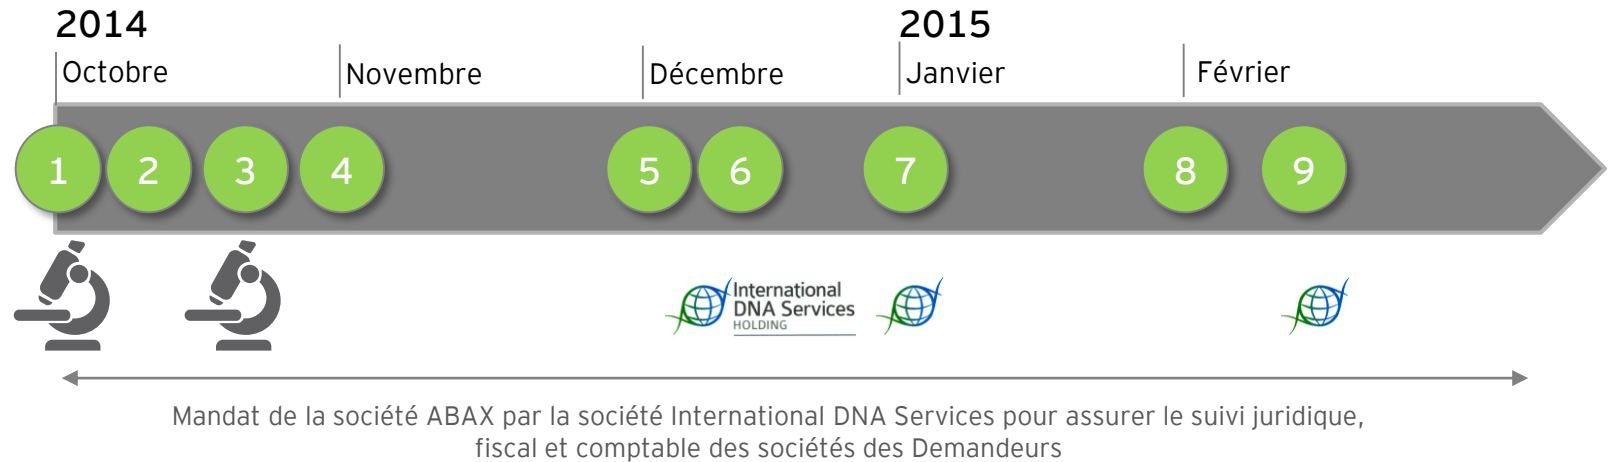 2014
2015
Octobre
Novembre
Décembre
Janvier
Février
1
2
3
4
5
6
7
8
9
International
DNA Services
HOLDING
Mandat de la société ABAX par la société International DNA Services pour assurer le suivi juridique,
fiscal et comptable des sociétés des Demandeurs